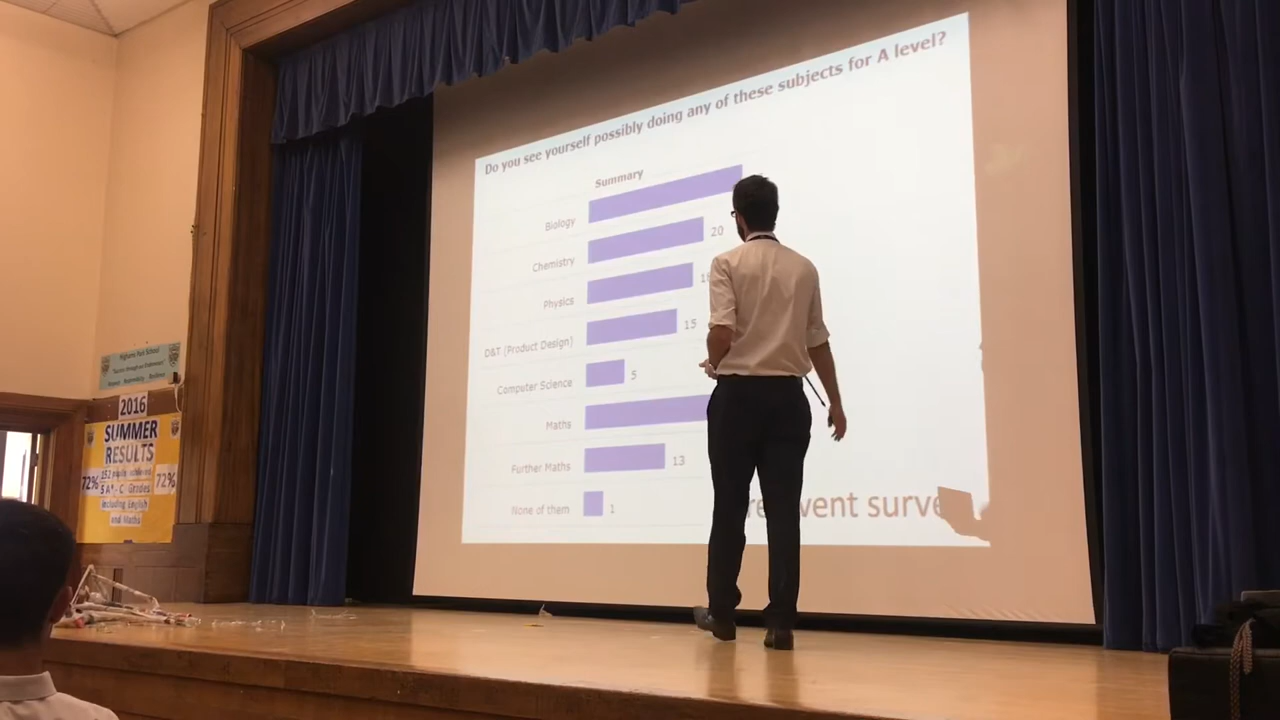 Do you see yourself possibly doing any of these subjects for A level?
Summary
Biology
Chemistry 20
Physics
D&T (Product Design) 15
Computer Science 5
Maths
Further Maths 13
None of them 1
vent surve
Highams Park School
2016
SUMMER
RESULTS
72% 72%
5 A*- C Grades
including English
and Maths